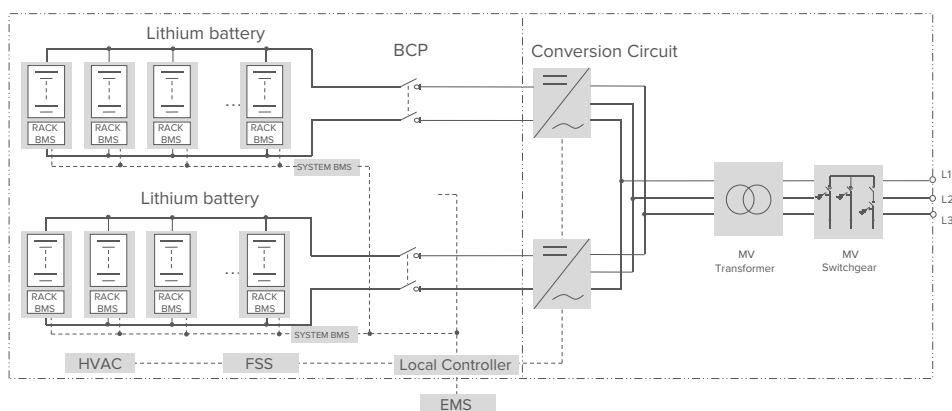 Lithium battery
BCP
Conversion Circuit
RACK BMS
RACK BMS
RACK BMS
RACK BMS
...
SYSTEM BMS
Lithium battery
RACK BMS
RACK BMS
RACK BMS
RACK BMS
...
SYSTEM BMS
L1
L2
L3
MV
Transformer
MV
Switchgear
HVAC
FSS
Local Controller
EMS